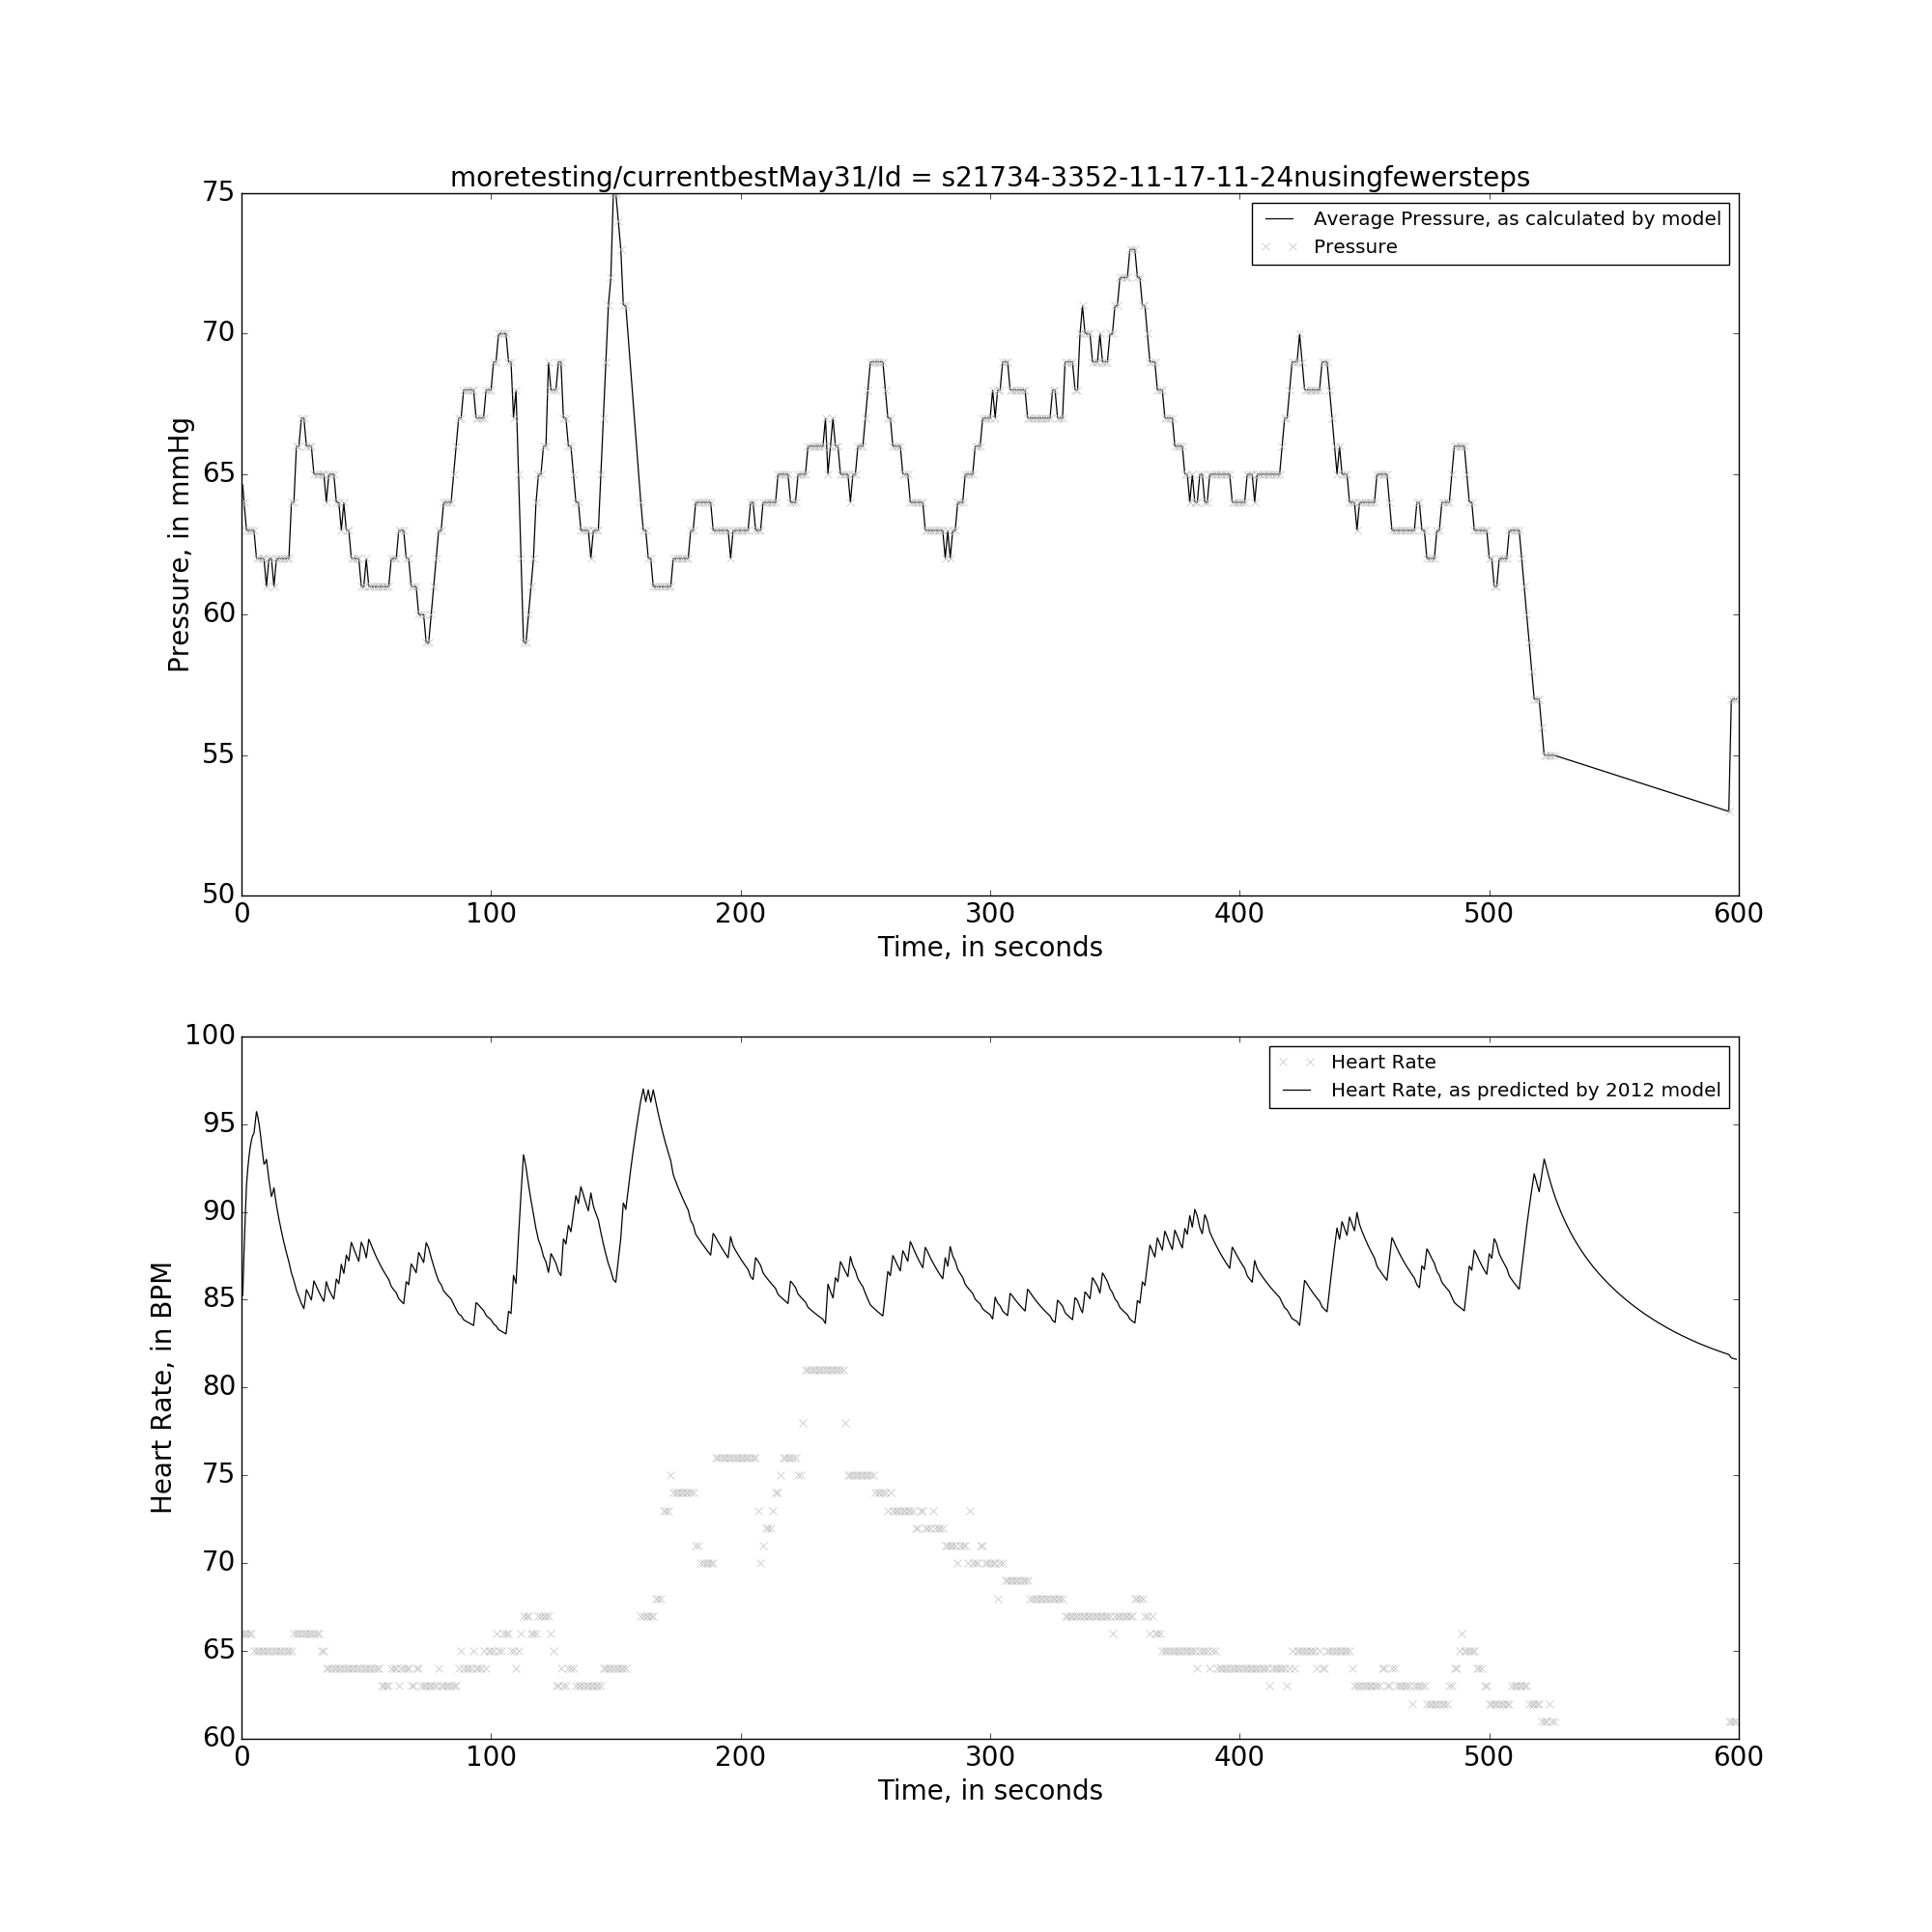 moretesting/currentbestMay31/Id = s21734-3352-11-17-11-24nusingfewersteps
75
70
65
60
55
50
Pressure, in mmHg
Average Pressure, as calculated by model
Pressure
0 100 200 300 400 500 600
Time, in seconds
100
95
90
85
80
75
70
65
60
Heart Rate, in BPM
Heart Rate
Heart Rate, as predicted by 2012 model
0 100 200 300 400 500 600
Time, in seconds